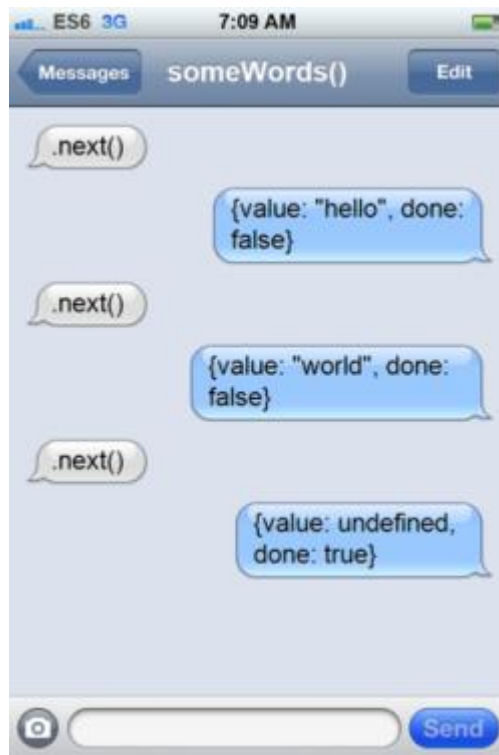 ES6 3G 7:09 AM
Messages someWords() Edit
.next()
{value: "hello", done:
false}
.next()
{value: "world", done:
false}
.next()
{value: undefined,
done: true}
Send